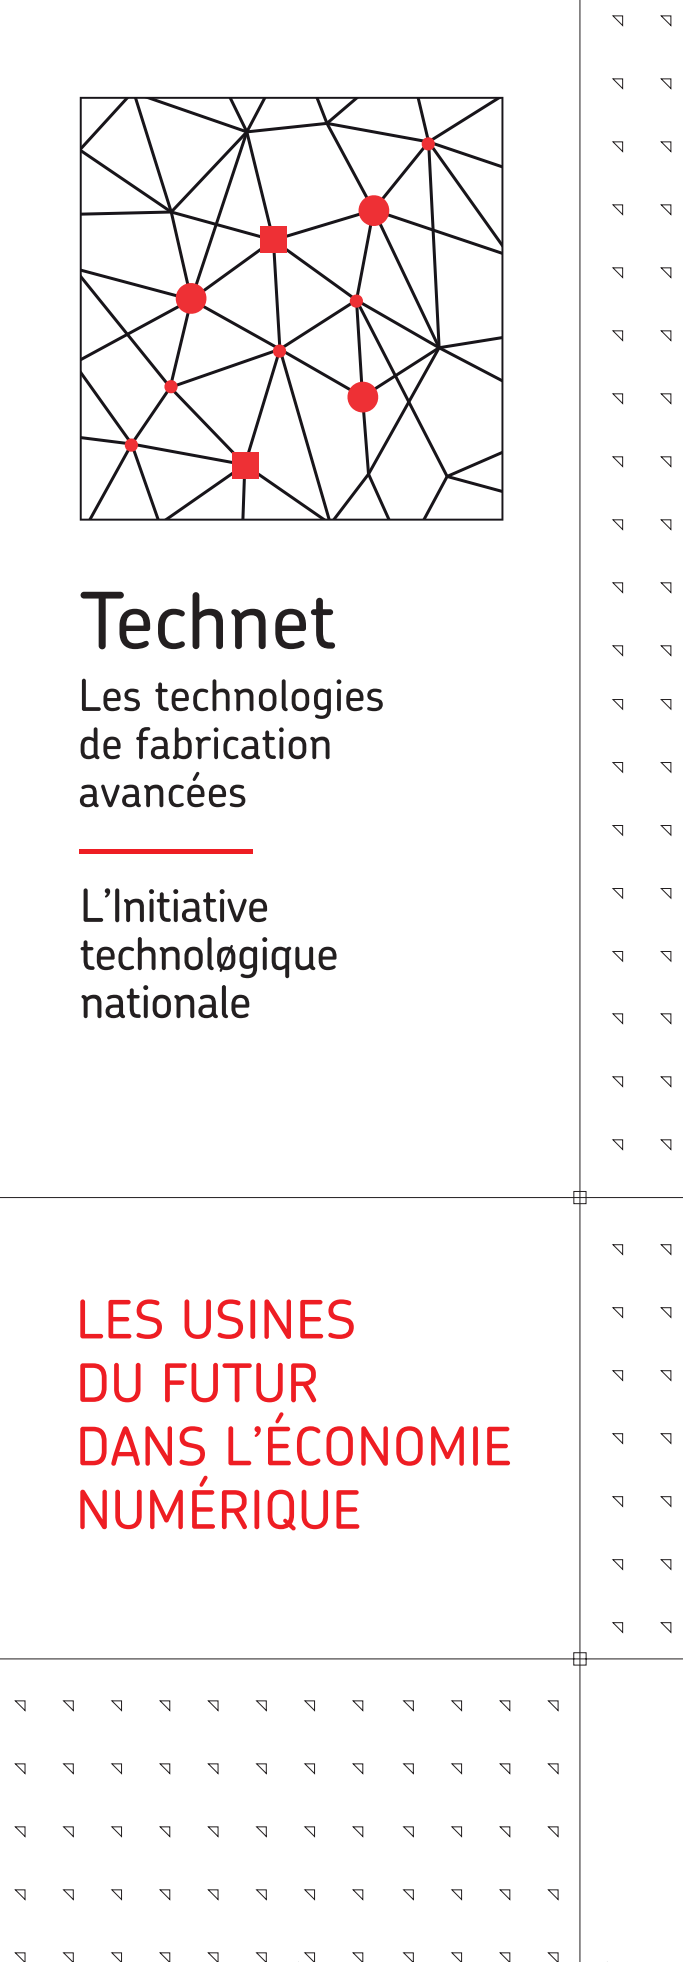 Technet
Les technologies
de fabrication
avancées
L’Initiative
technoløgique
nationale
LES USINES
DU FUTUR
DANS L’ÉCONOMIE
NUMÉRIQUE